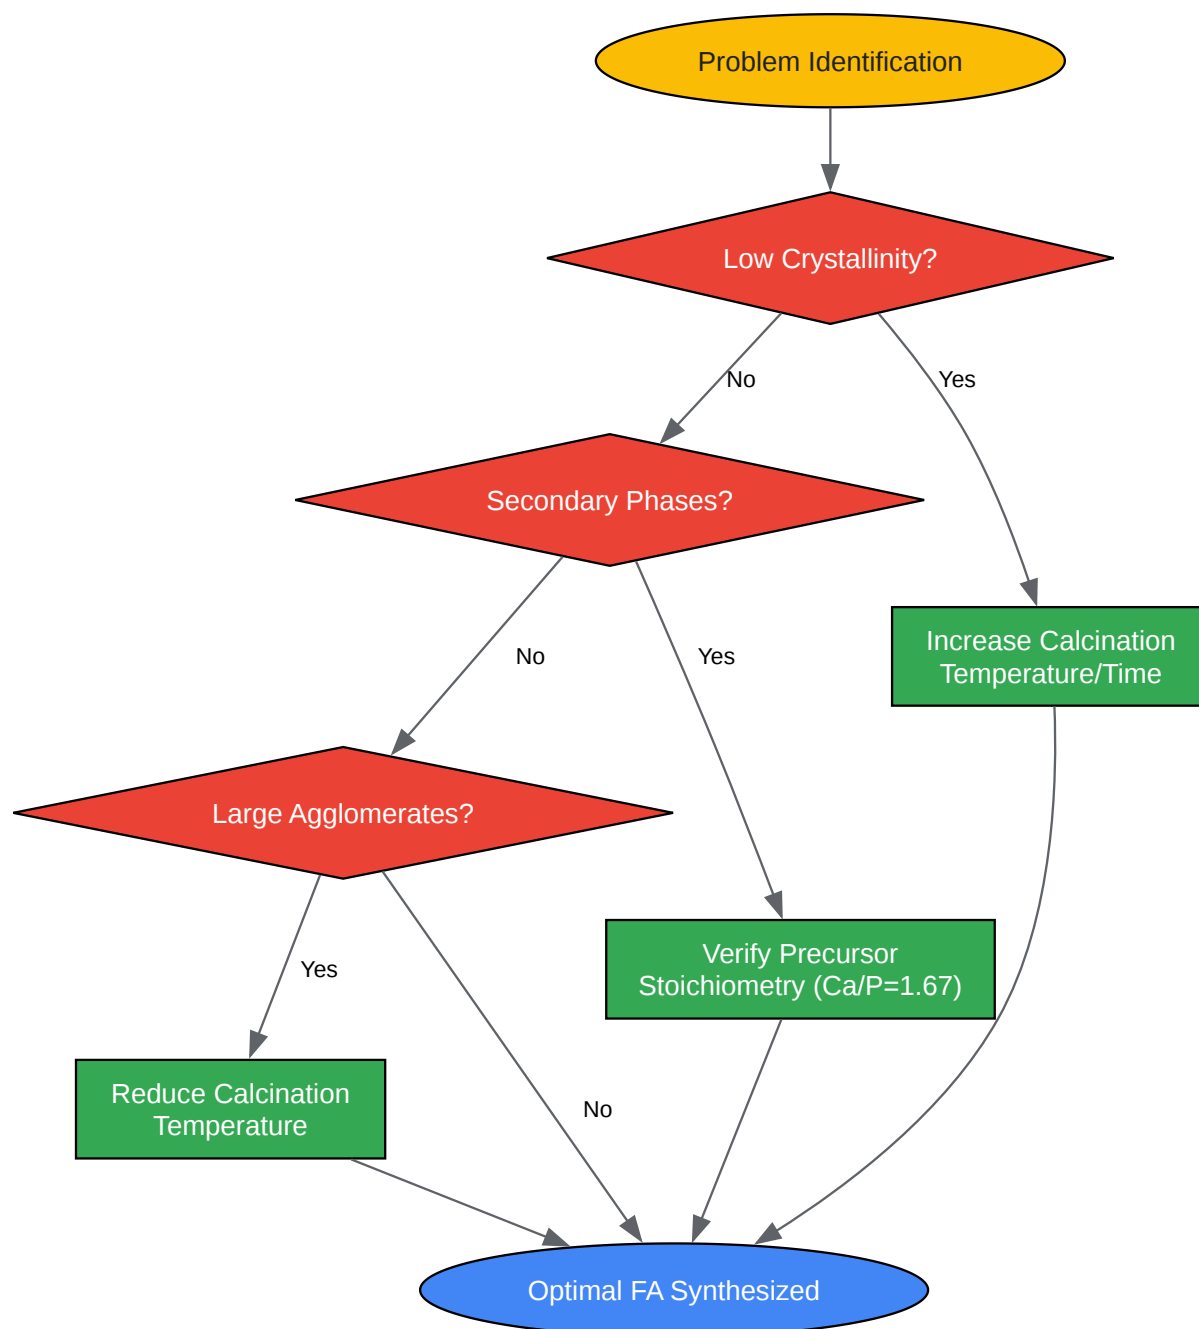 Problem Identification
Low Crystallinity?
No
Yes
Secondary Phases?
Increase Calcination
Temperature/Time
No
Yes
Large Agglomerates?
Verify Precursor
Stoichiometry (Ca/P=1.67)
Yes
Reduce Calcination
Temperature
No
Optimal FA Synthesized